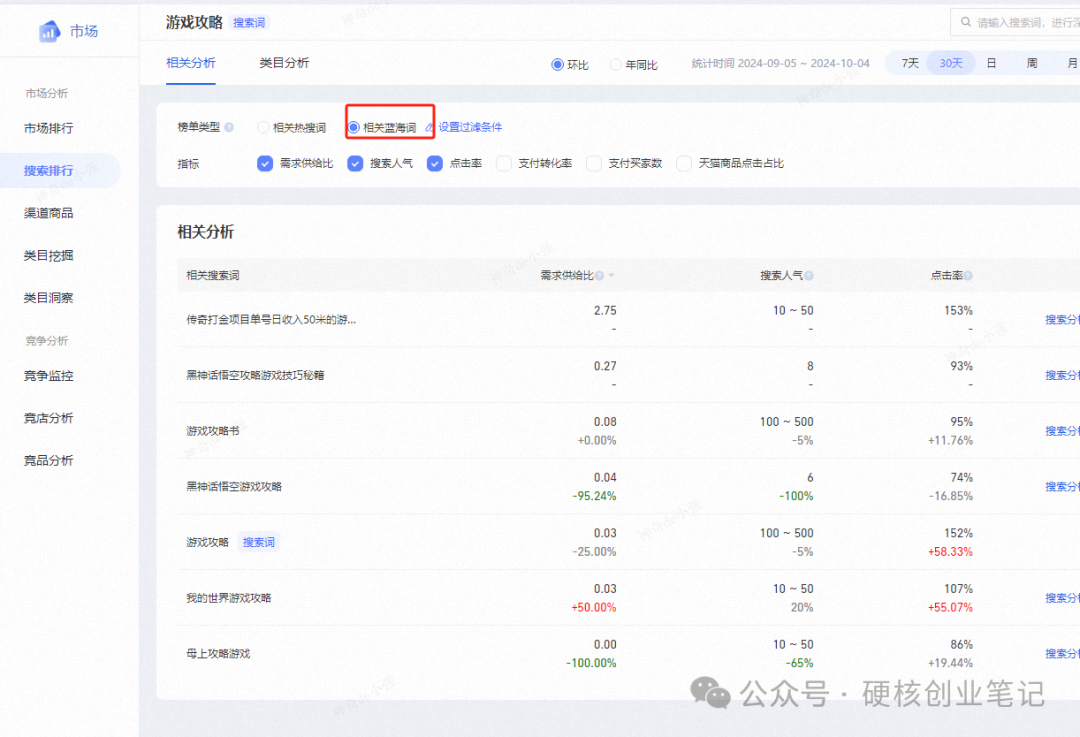 市场
游戏攻略 搜索词
请输入搜索词，进行深
相关分析 类目分析
环比 年同比 统计时间 2024-09-05 ~ 2024-10-04 7天 30天 日 周 月
市场分析
市场排行
搜索排行
渠道商品
类目挖掘
类目洞察
竞争分析
竞争监控
竞店分析
竞品分析
榜单类型 相关热搜词 相关蓝海词 设置过滤条件
指标 需求供给比 搜索人气 点击率 支付转化率 支付买家数 天猫商品点击占比
相关分析
相关搜索词 需求供给比 搜索人气 点击率
传奇打金项目单号日收入50米的游... 2.75 10 ~ 50 153% 搜索分析
- - -
黑神话悟空攻略游戏技巧秘籍 0.27 8 93% 搜索分析
- - -
游戏攻略书 0.08 100 ~ 500 95% 搜索分析
+0.00% -5% +11.76%
黑神话悟空游戏攻略 0.04 6 74% 搜索分析
-95.24% -100% -16.85%
游戏攻略 搜索词 0.03 100 ~ 500 152%
-25.00% -5% +58.33%
我的世界游戏攻略 0.03 10 ~ 50 107% 搜索分析
+50.00% 20% +55.07%
母上攻略游戏 0.00 10 ~ 50 86% 搜索分析
-100.00% -65% +19.44%
公众号 · 硬核创业笔记